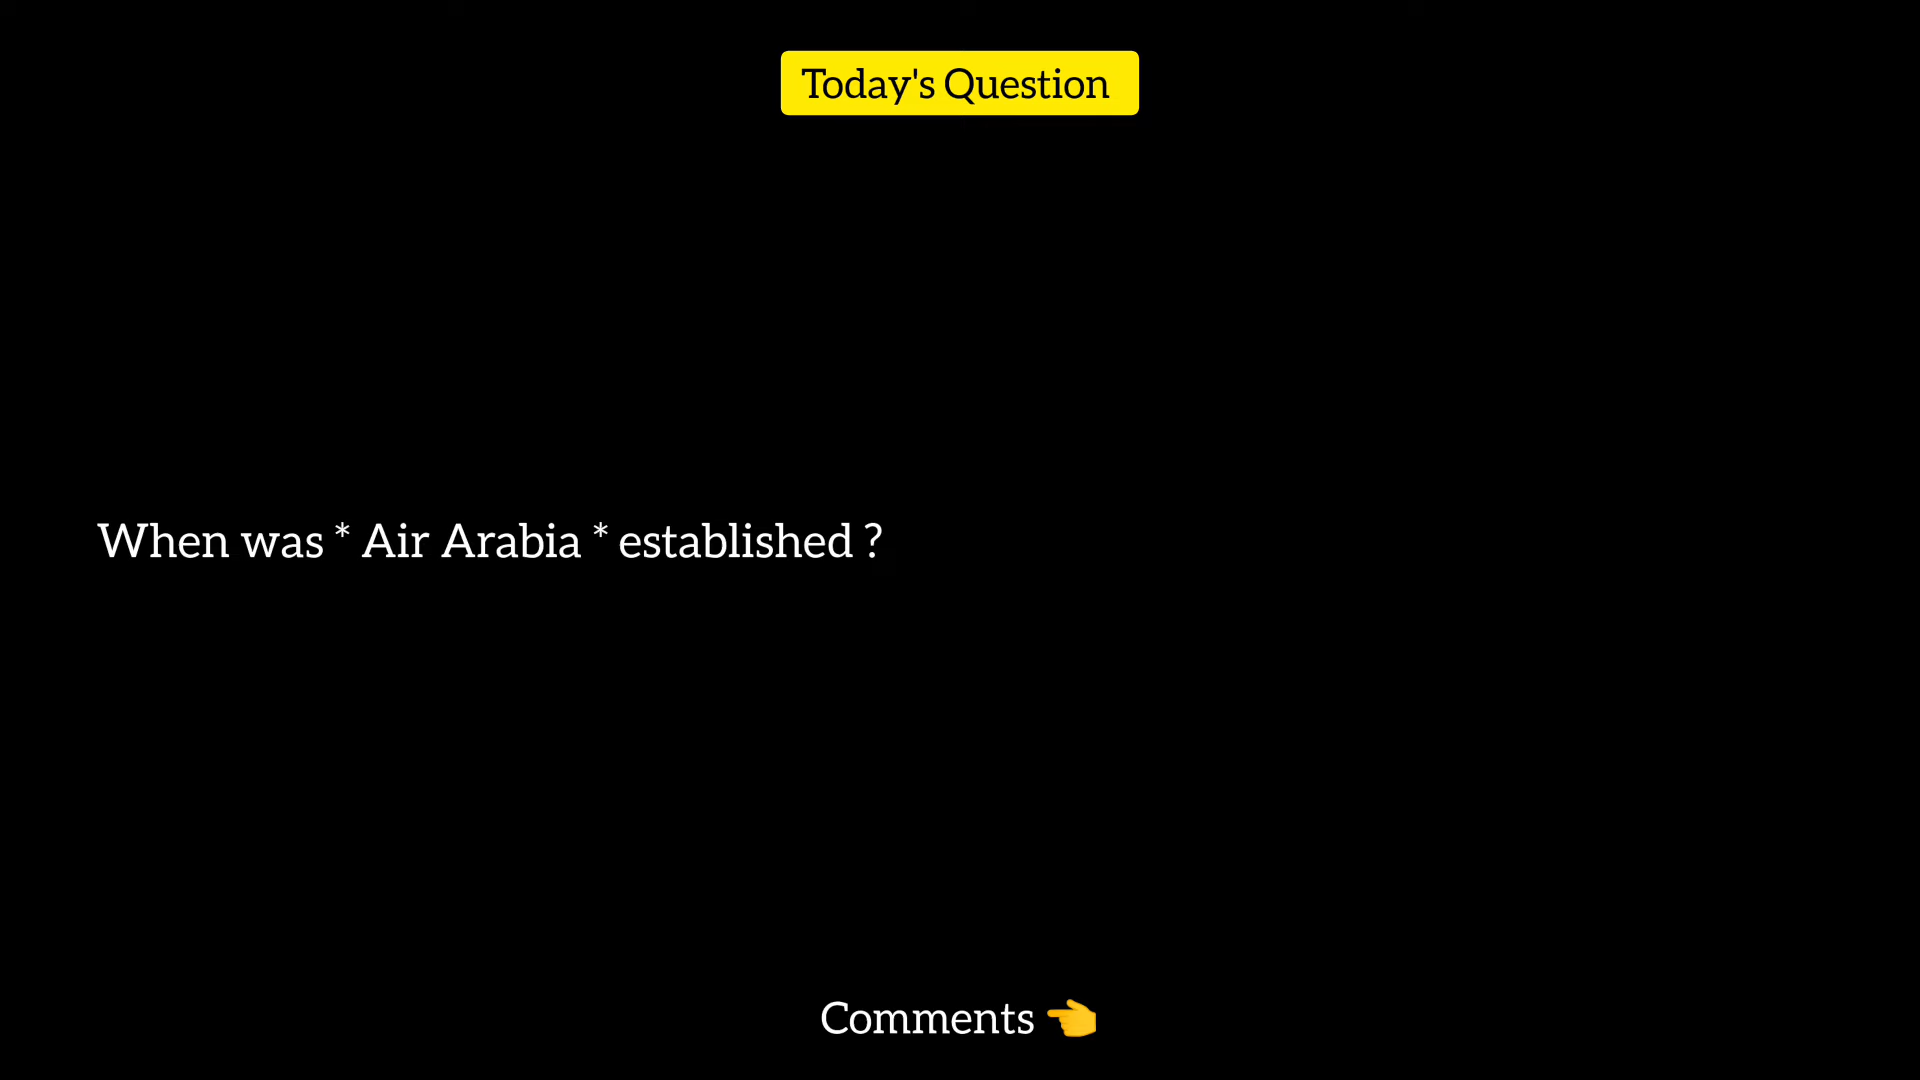 Today's Question
When was * Air Arabia * established ?
Comments 👈